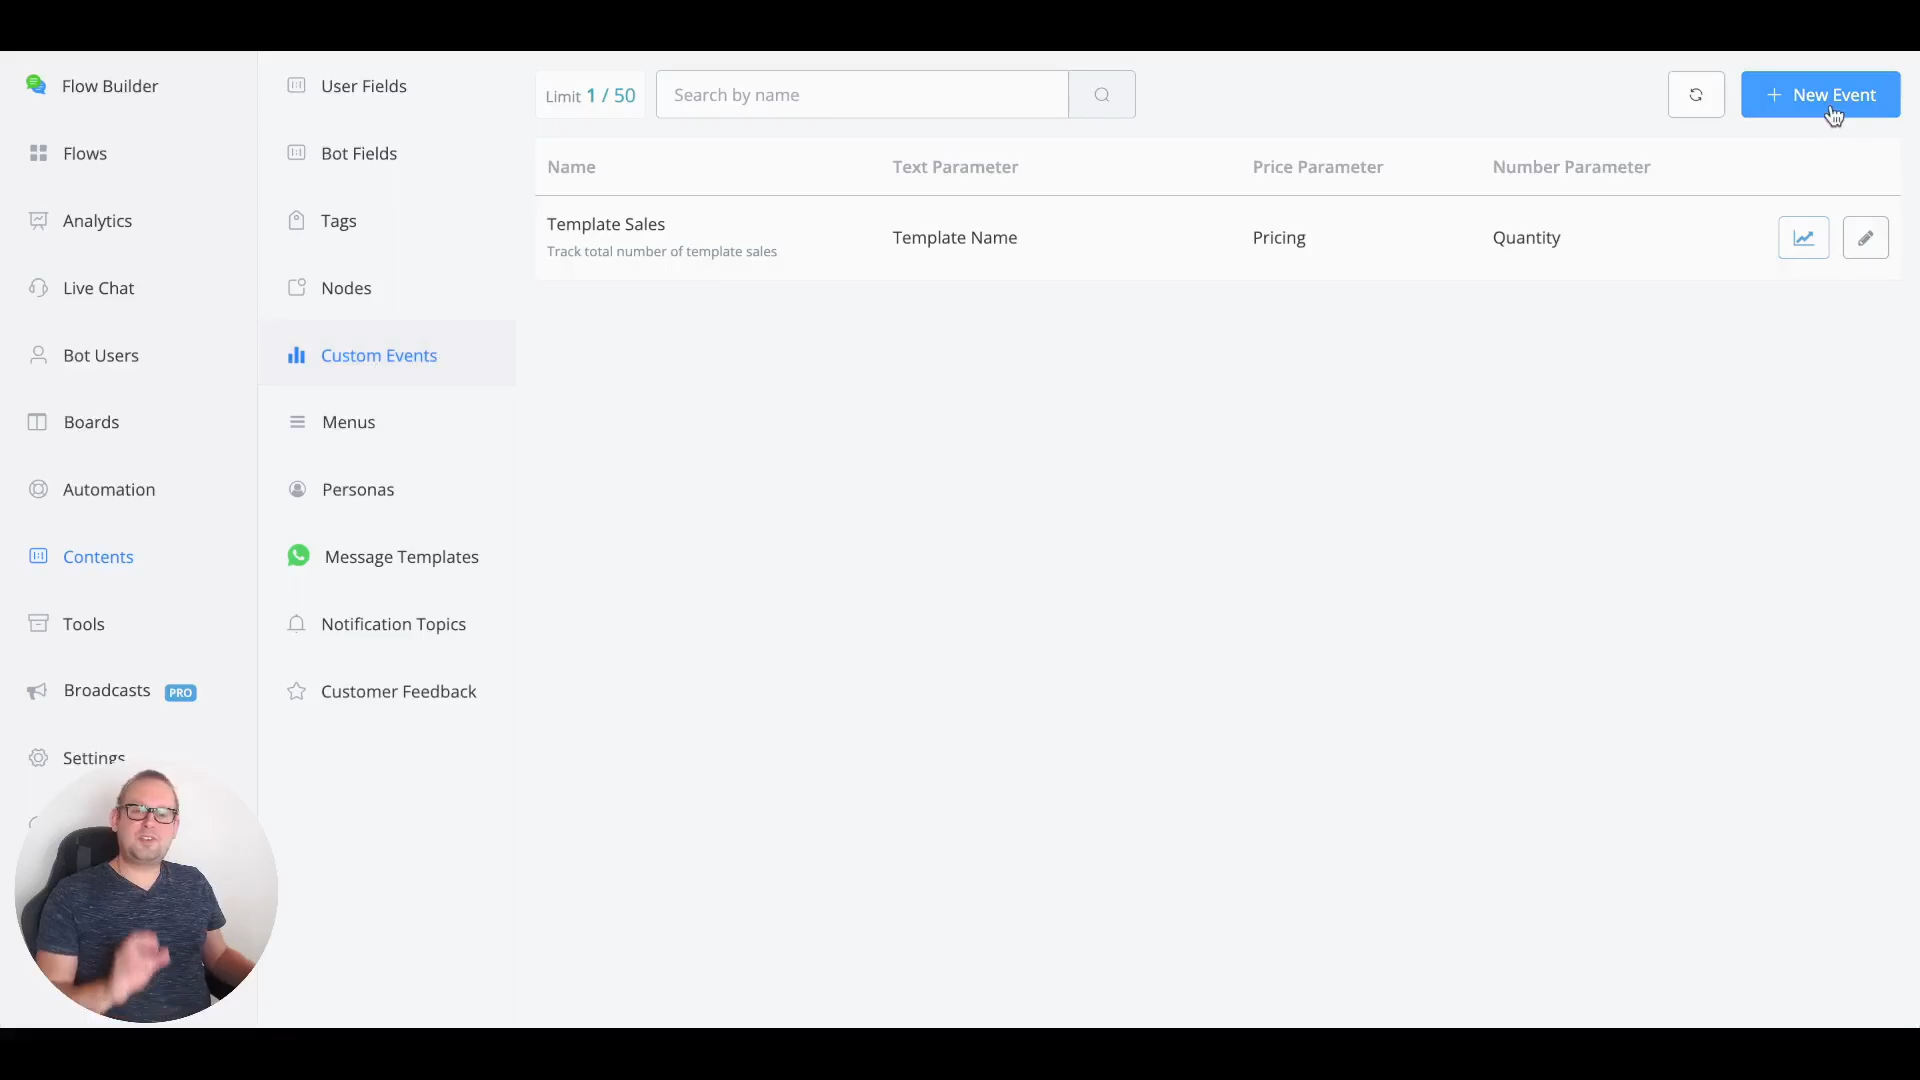 Flow Builder
Flows
Analytics
Live Chat
Bot Users
Boards
Automation
Contents
Tools
Broadcasts PRO
Settings
User Fields
Bot Fields
Tags
Nodes
Custom Events
Menus
Personas
Message Templates
Notification Topics
Customer Feedback
Limit 1 / 50
Search by name
New Event
Name Text Parameter Price Parameter Number Parameter
Template Sales
Track total number of template sales
Template Name Pricing Quantity